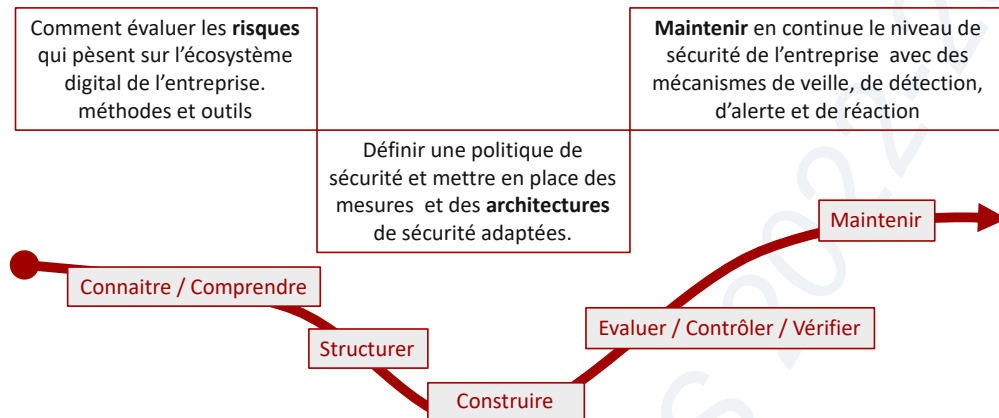 Comment évaluer les risques
qui pèsent sur l'écosystème
digital de l'entreprise.
méthodes et outils
Maintenir en continue le niveau de
sécurité de l'entreprise avec des
mécanismes de veille, de détection,
d'alerte et de réaction
Définir une politique de
sécurité et mettre en place des
mesures et des architectures
de sécurité adaptées.
Maintenir
Connaitre / Comprendre
Evaluer / Contrôler / Vérifier
Structurer
Construire